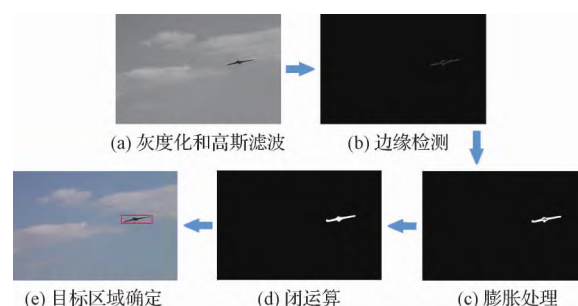 (a) 灰度化和高斯滤波
(b) 边缘检测
(e) 目标区域确定
(d) 闭运算
(c) 膨胀处理